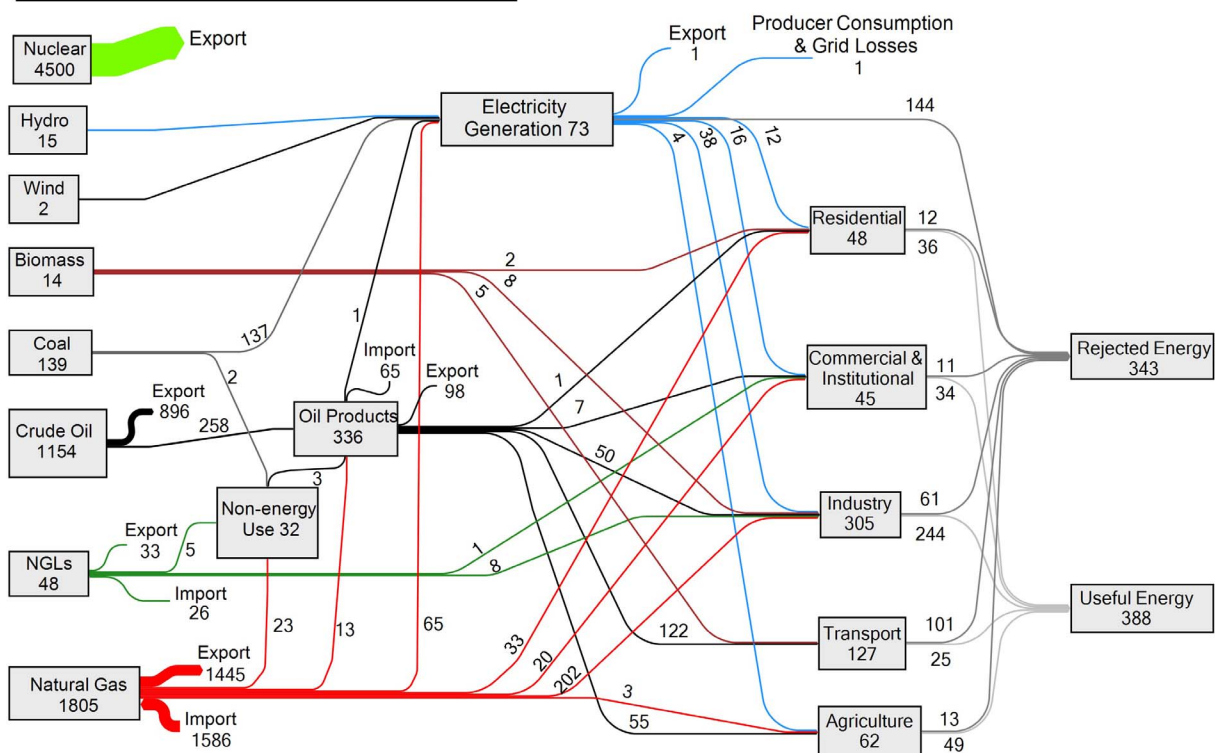 Nuclear
4500
Export
Hydro
15
Wind
2
Biomass
14
Coal
139
Crude Oil
1154
Export
896
NGLs
48
Export
33
Import
26
Natural Gas
1805
Export
1445
Import
1586
137
2
258
5
23
13
65
1
3
Non-energy
Use 32
Oil Products
336
Import
65
Export
98
Electricity
Generation 73
Export
1
Producer Consumption
& Grid Losses
1
144
4
38
16
12
2
8
5
1
7
50
122
55
1
8
33
20
202
3
Residential
48
12
36
Commercial &
Institutional
45
11
34
Industry
305
61
244
Transport
127
101
25
Agriculture
62
13
49
Rejected Energy
343
Useful Energy
388